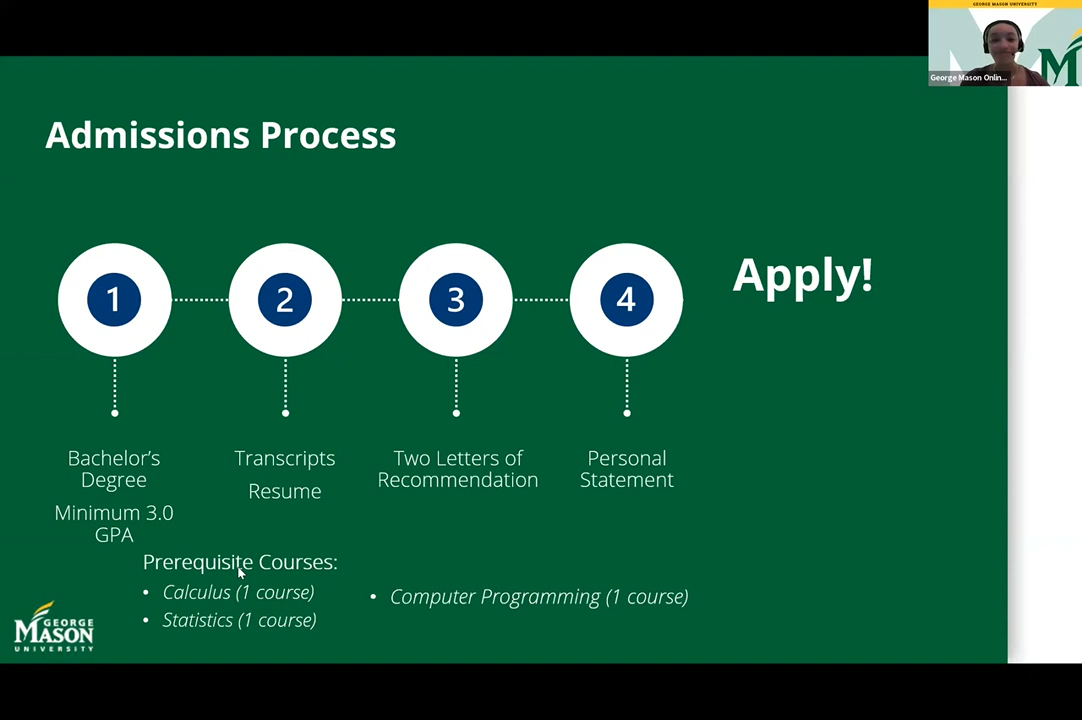 GEORGE MASON UNIVERSITY
M
George Mason Onlin...
Admissions Process
1
2
3
4
Apply!
Bachelor's
Degree
Minimum 3.0
GPA
Transcripts
Resume
Two Letters of
Recommendation
Personal
Statement
Prerequisite Courses:
• Calculus (1 course)
• Statistics (1 course)
• Computer Programming (1 course)
GEORGE
MASON
UNIVERSITY